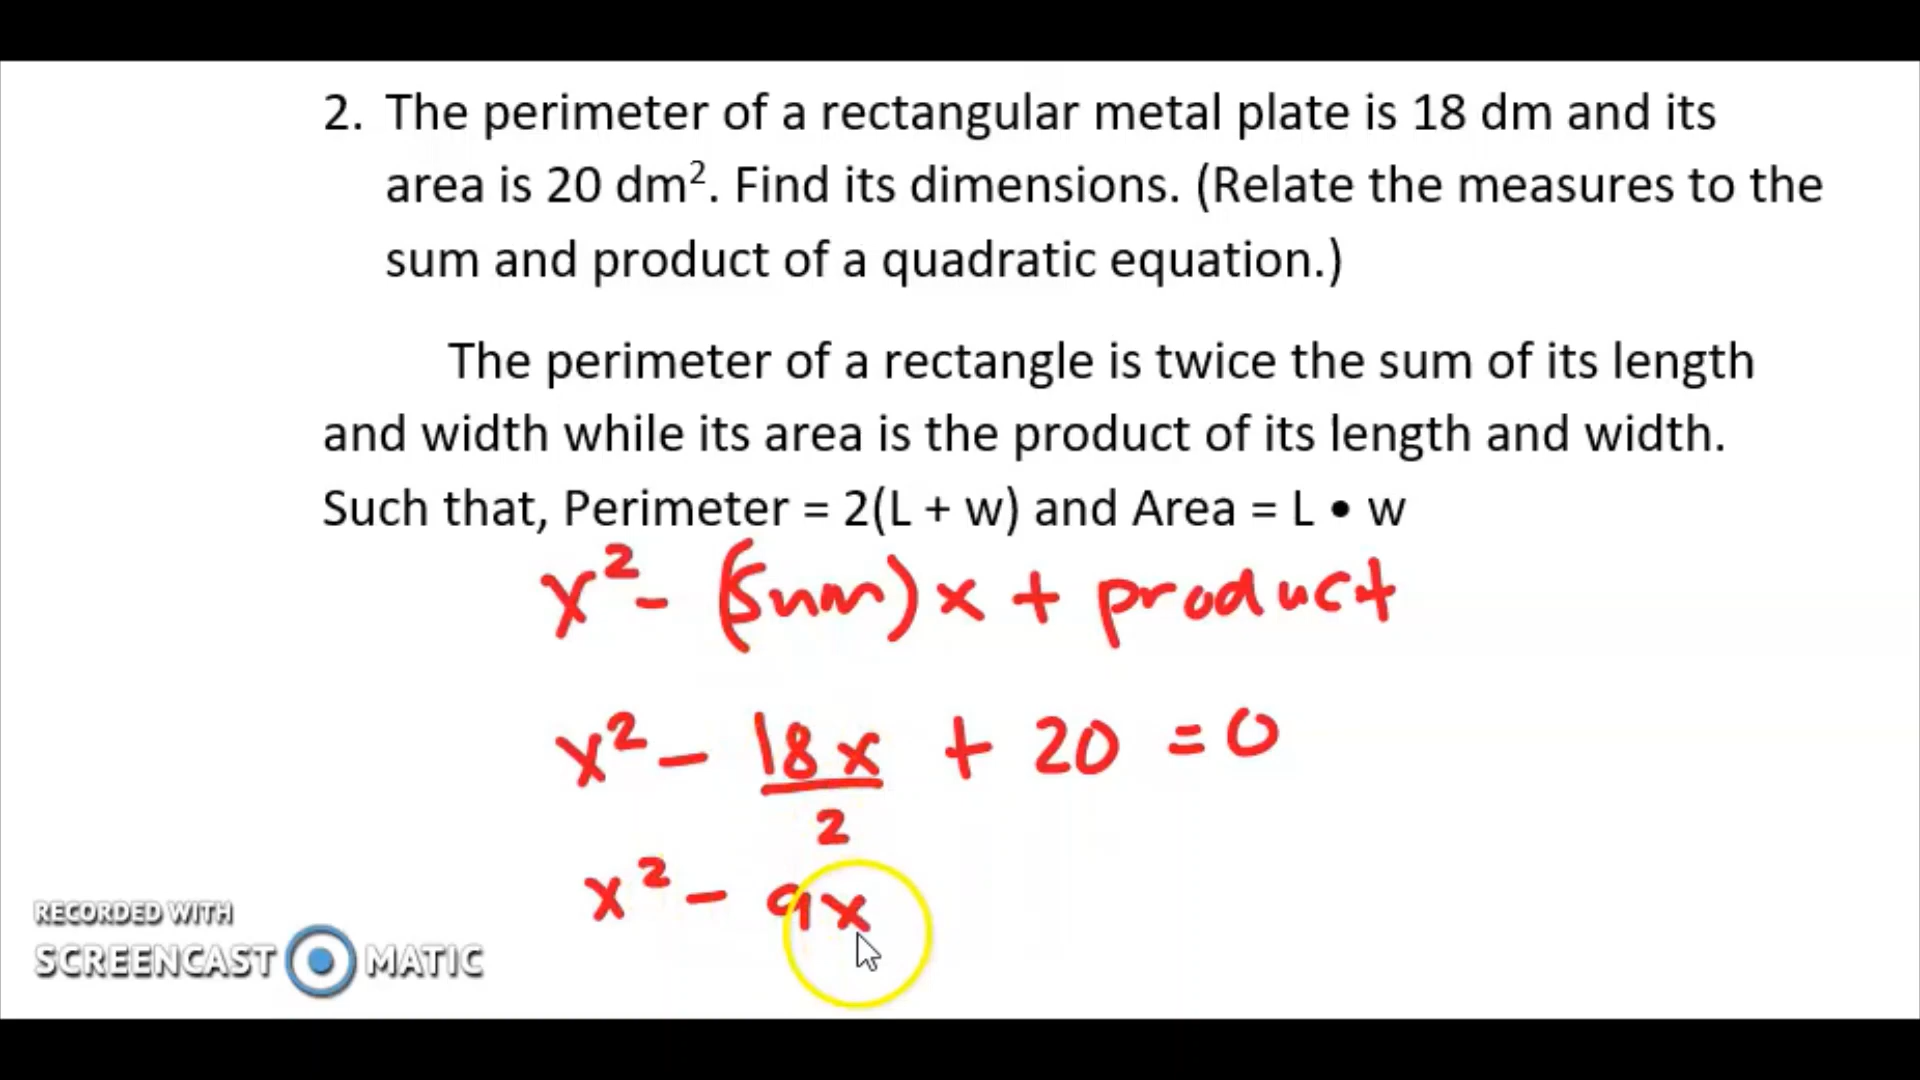 2. The perimeter of a rectangular metal plate is 18 dm and its
area is 20 dm². Find its dimensions. (Relate the measures to the
sum and product of a quadratic equation.)
The perimeter of a rectangle is twice the sum of its length
and width while its area is the product of its length and width.
Such that, Perimeter = 2(L + w) and Area = L • w
x² - (sum) x + product
x² - 18x/2 + 20 = 0
x² - 9x
RECORDED WITH
SCREENCAST MATIC